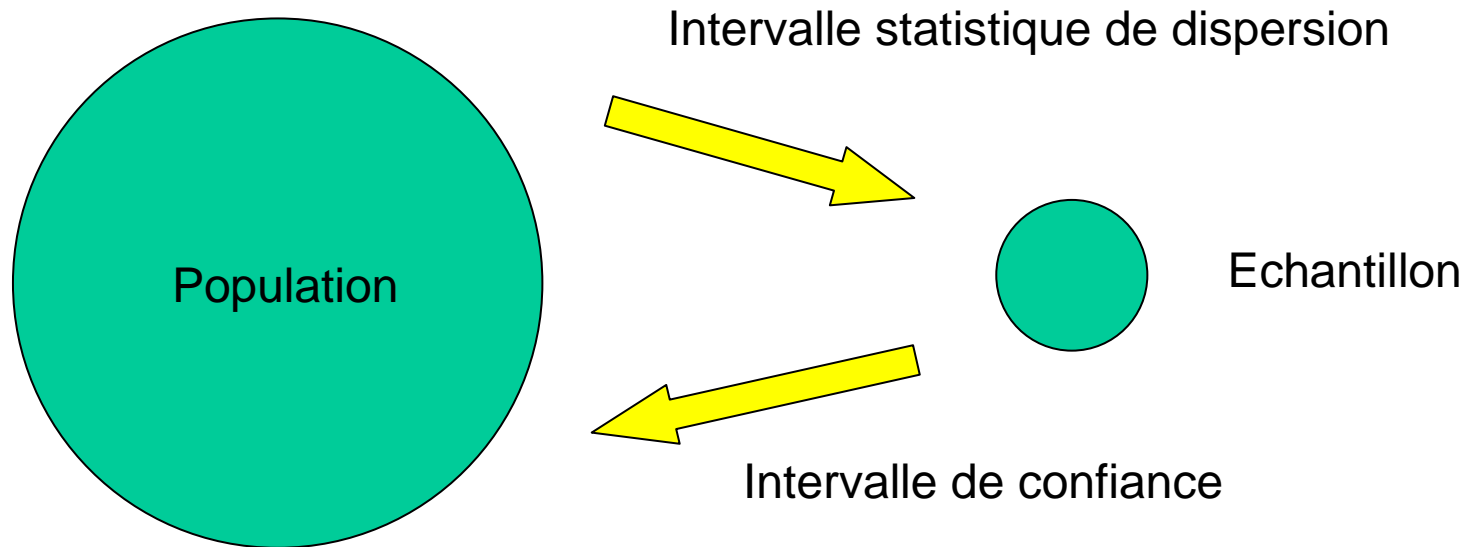 Intervalle statistique de dispersion
Population
Echantillon
Intervalle de confiance